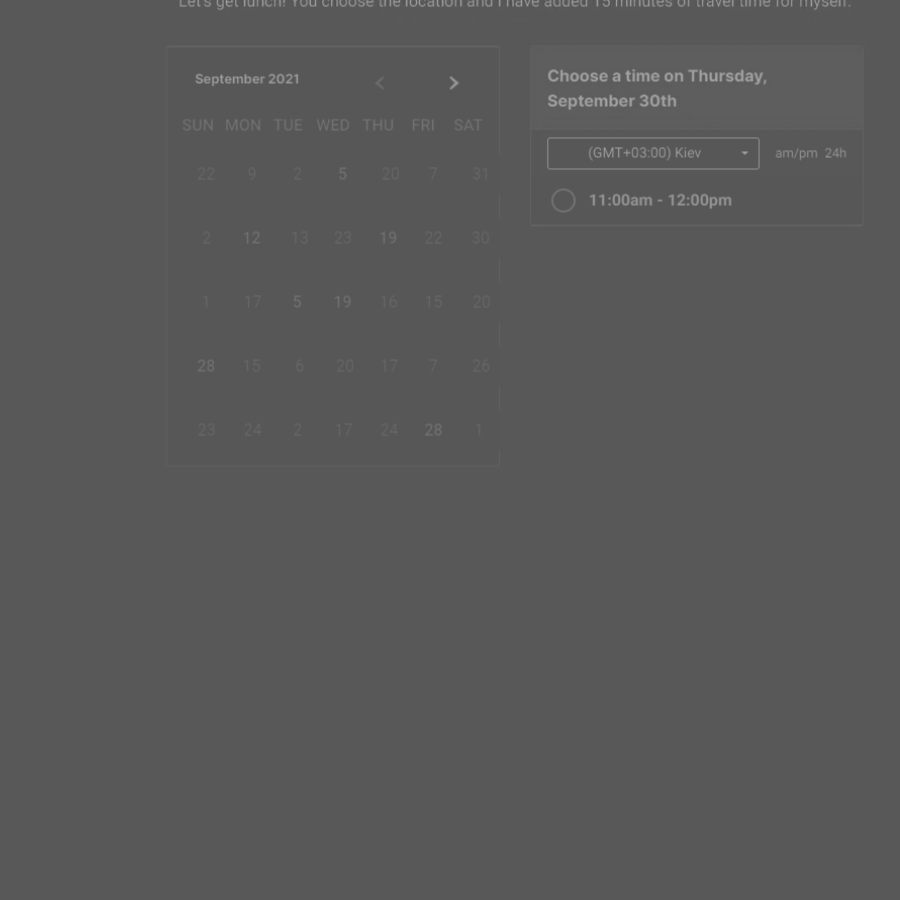 Let's get lunch! You choose the location and I have added 15 minutes of travel time for myself.
September 2021
SUN MON TUE WED THU FRI SAT
22 9 2 5 20 7 31
2 12 13 23 19 22 30
1 17 5 19 16 15 20
28 15 6 20 17 7 26
23 24 2 17 24 28 1
Choose a time on Thursday,
September 30th
(GMT+03:00) Kiev am/pm 24h
11:00am - 12:00pm